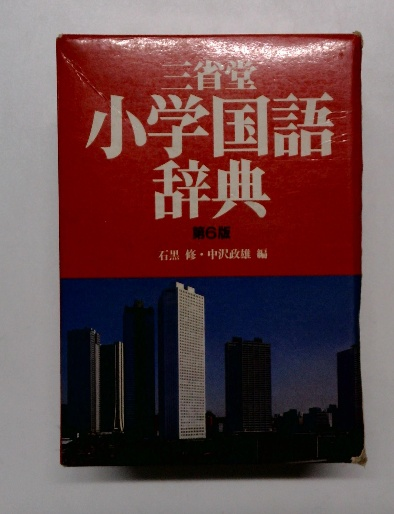 三省堂
小学国語
辞典
第6版
石黒 修・中沢政雄 編